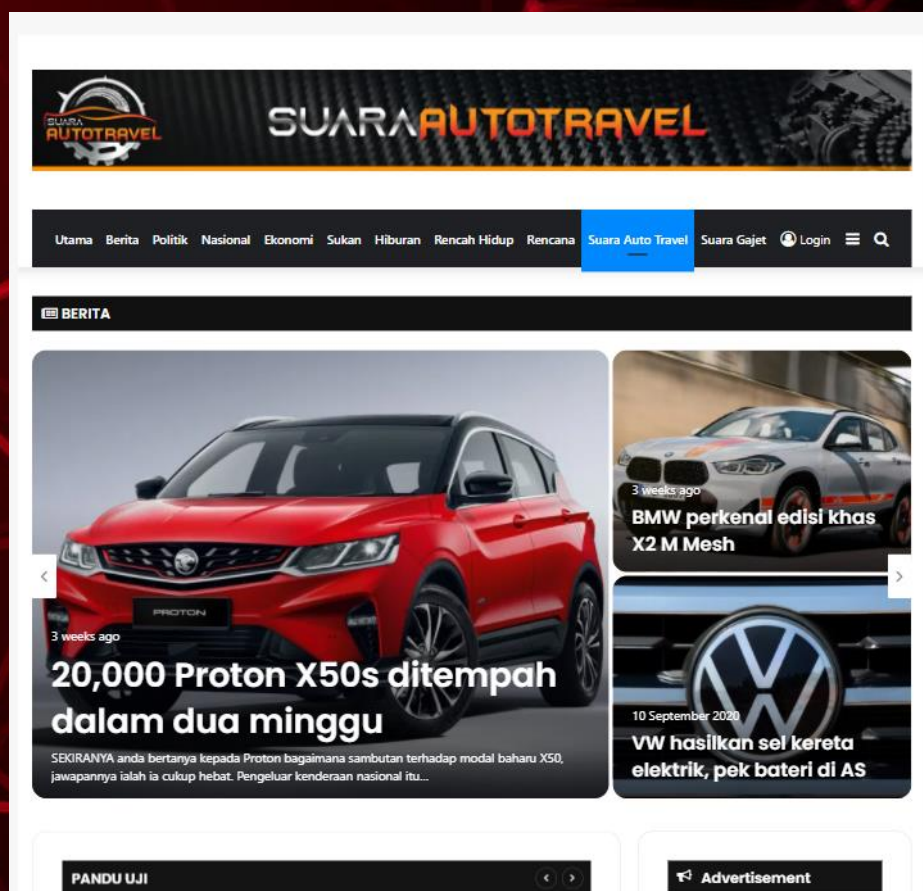 SUARA
AUTOTRAVEL
SUARAAUTOTRAVEL
Utama Berita Politik Nasional Ekonomi Sukan Hiburan Rencah Hidup Rencana Suara Auto Travel Suara Gajet Login
BERITA
PROTON
3 weeks ago
20,000 Proton X50s ditempah
dalam dua minggu
SEKIRANYA anda bertanya kepada Proton bagaimana sambutan terhadap modal baharu X50,
jawapannya ialah ia cukup hebat. Pengeluar kenderaan nasional itu...
3 weeks ago
BMW perkenal edisi khas
X2 M Mesh
10 September 2020
VW hasilkan sel kereta
elektrik, pek bateri di AS
PANDU UJI
Advertisement